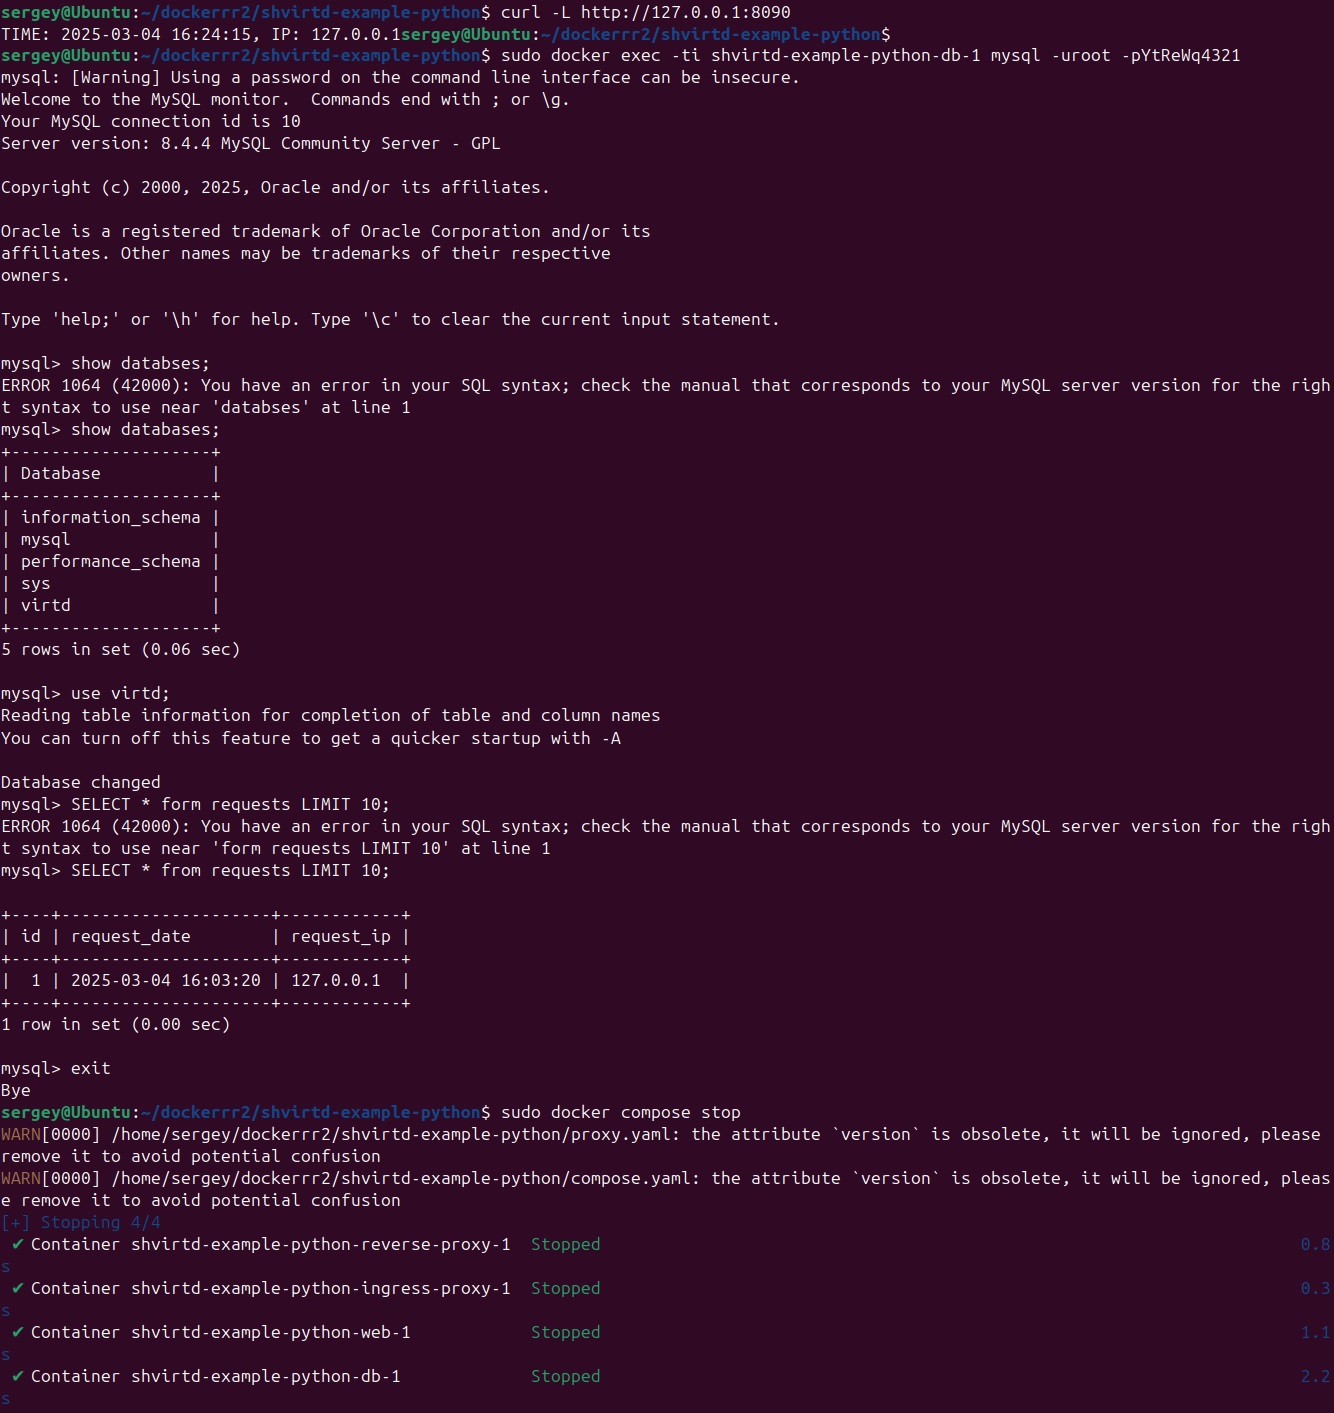 sergey@Ubuntu:~/dockerrr2/shvirtd-example-python$ curl -L http://127.0.0.1:8090
TIME: 2025-03-04 16:24:15, IP: 127.0.0.1sergey@Ubuntu:~/dockerrr2/shvirtd-example-python$
sergey@Ubuntu:~/dockerrr2/shvirtd-example-python$ sudo docker exec -ti shvirtd-example-python-db-1 mysql -uroot -pYtReWq4321
mysql: [Warning] Using a password on the command line interface can be insecure.
Welcome to the MySQL monitor.  Commands end with ; or \g.
Your MySQL connection id is 10
Server version: 8.4.4 MySQL Community Server - GPL

Copyright (c) 2000, 2025, Oracle and/or its affiliates.

Oracle is a registered trademark of Oracle Corporation and/or its
affiliates. Other names may be trademarks of their respective
owners.

Type 'help;' or '\h' for help. Type '\c' to clear the current input statement.

mysql> show databses;
ERROR 1064 (42000): You have an error in your SQL syntax; check the manual that corresponds to your MySQL server version for the righ
t syntax to use near 'databses' at line 1
mysql> show databases;
+--------------------+
| Database           |
+--------------------+
| information_schema |
| mysql              |
| performance_schema |
| sys                |
| virtd              |
+--------------------+
5 rows in set (0.06 sec)

mysql> use virtd;
Reading table information for completion of table and column names
You can turn off this feature to get a quicker startup with -A

Database changed
mysql> SELECT * form requests LIMIT 10;
ERROR 1064 (42000): You have an error in your SQL syntax; check the manual that corresponds to your MySQL server version for the righ
t syntax to use near 'form requests LIMIT 10' at line 1
mysql> SELECT * from requests LIMIT 10;

+----+---------------------+------------+
| id | request_date        | request_ip |
+----+---------------------+------------+
|  1 | 2025-03-04 16:03:20 | 127.0.0.1  |
+----+---------------------+------------+
1 row in set (0.00 sec)

mysql> exit
Bye
sergey@Ubuntu:~/dockerrr2/shvirtd-example-python$ sudo docker compose stop
WARN[0000] /home/sergey/dockerrr2/shvirtd-example-python/proxy.yaml: the attribute `version` is obsolete, it will be ignored, please
remove it to avoid potential confusion
WARN[0000] /home/sergey/dockerrr2/shvirtd-example-python/compose.yaml: the attribute `version` is obsolete, it will be ignored, pleas
e remove it to avoid potential confusion
[+] Stopping 4/4
 ✔ Container shvirtd-example-python-reverse-proxy-1  Stopped 0.8
s
 ✔ Container shvirtd-example-python-ingress-proxy-1  Stopped 0.3
s
 ✔ Container shvirtd-example-python-web-1            Stopped 1.1
s
 ✔ Container shvirtd-example-python-db-1             Stopped 2.2
s